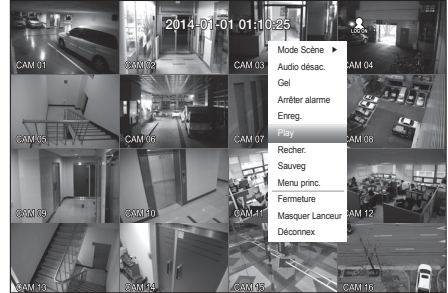 2014-01-01 01:10:25
LOG ON
CAM 01
CAM 02
CAM 03
CAM 04
Mode Scène ▶
Audio désac.
Gel
Arrêter alarme
Enreg.
Play
Recher.
Sauveg
Menu princ.
Fermeture
Masquer Lanceur
Déconnex
CAM 05
CAM 06
CAM 07
CAM 08
CAM 09
CAM 10
CAM 11
CAM 12
CAM 13
CAM 14
CAM 15
CAM 16